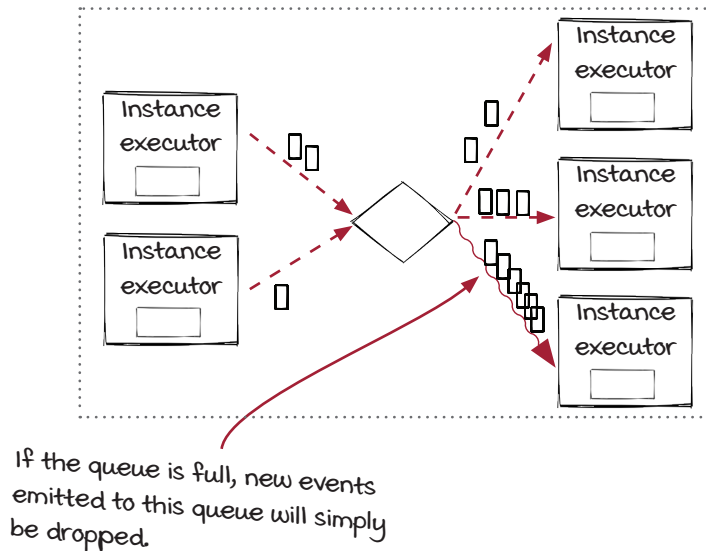 Instance
executor
Instance
executor
Instance
executor
Instance
executor
Instance
executor
If the queue is full, new events
emitted to this queue will simply
be dropped.